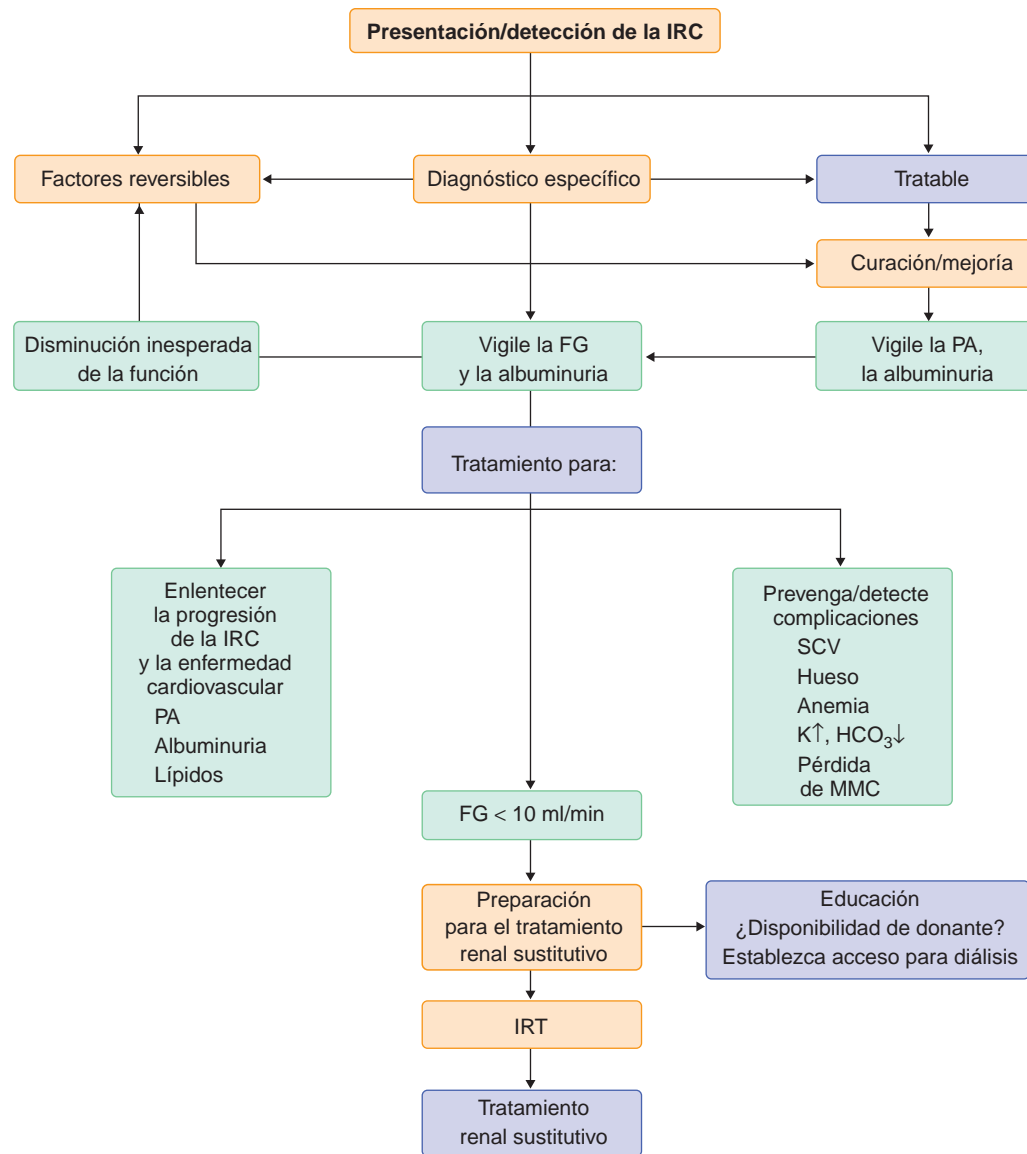 Presentación/detección de la IRC
Factores reversibles
Diagnóstico específico
Tratable
Curación/mejoría
Disminución inesperada
de la función
Vigile la FG
y la albuminuria
Vigile la PA,
la albuminuria
Tratamiento para:
Enlentecer
la progresión
de la IRC
y la enfermedad
cardiovascular
PA
Albuminuria
Lípidos
Prevenga/detecte
complicaciones
SCV
Hueso
Anemia
K↑, HCO₃↓
Pérdida
de MMC
FG < 10 ml/min
Preparación
para el tratamiento
renal sustitutivo
Educación
¿Disponibilidad de donante?
Establezca acceso para diálisis
IRT
Tratamiento
renal sustitutivo